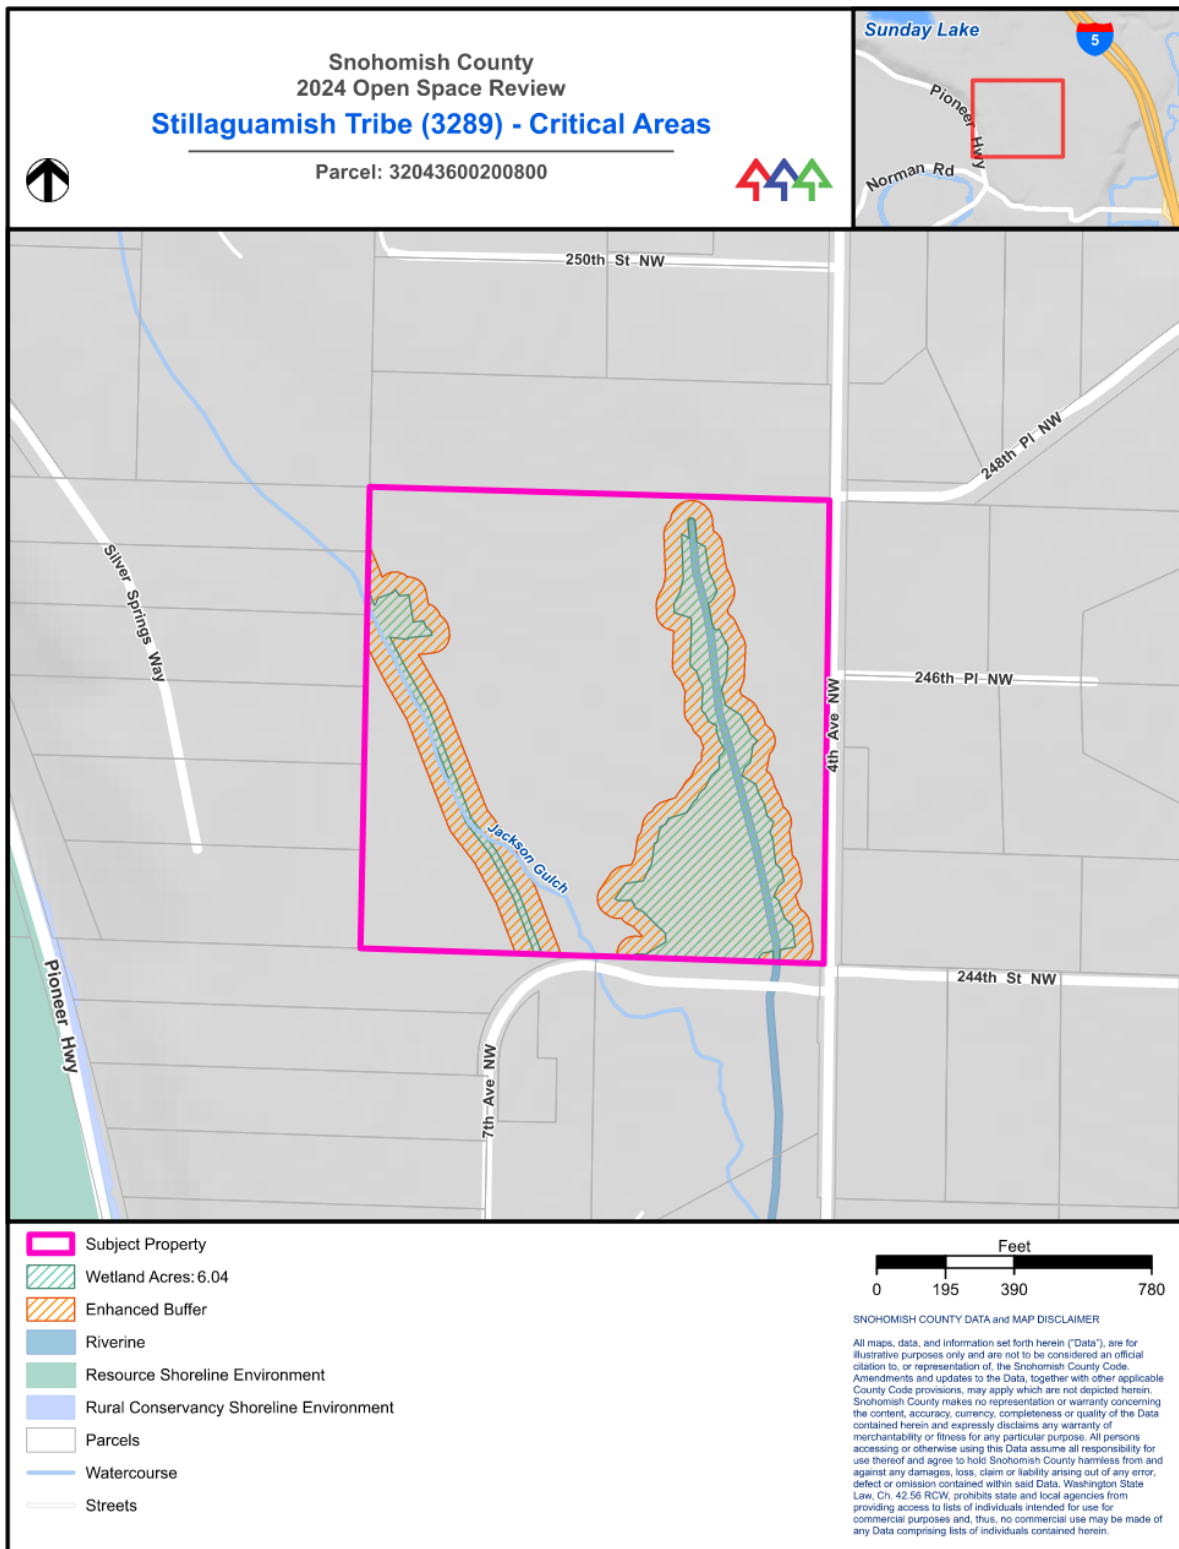 Snohomish County
2024 Open Space Review
Stillaguamish Tribe (3289) - Critical Areas
Parcel: 32043600200800
Sunday Lake
5
Pioneer Hwy
Norman Rd
250th St NW
248th Pl NW
Silver Springs Way
246th Pl NW
4th Ave NW
Jackson Gulch
Pioneer Hwy
244th St NW
7th Ave NW
Subject Property
Wetland Acres: 6.04
Enhanced Buffer
Riverine
Resource Shoreline Environment
Rural Conservancy Shoreline Environment
Parcels
Watercourse
Streets
Feet
0 195 390 780
SNOHOMISH COUNTY DATA and MAP DISCLAIMER
All maps, data, and information set forth herein ("Data"), are for
illustrative purposes only and are not to be considered an official
citation to, or representation of, the Snohomish County Code.
Amendments and updates to the Data, together with other applicable
County Code provisions, may apply which are not depicted herein.
Snohomish County makes no representation or warranty concerning
the content, accuracy, currency, completeness or quality of the Data
contained herein and expressly disclaims any warranty of
merchantability or fitness for any particular purpose. All persons
accessing or otherwise using this Data assume all responsibility for
use thereof and agree to hold Snohomish County harmless from and
against any damages, loss, claim or liability arising out of any error,
defect or omission contained within said Data. Washington State
Law, Ch. 42.56 RCW, prohibits state and local agencies from
providing access to lists of individuals intended for use for
commercial purposes and, thus, no commercial use may be made of
any Data comprising lists of individuals contained herein.